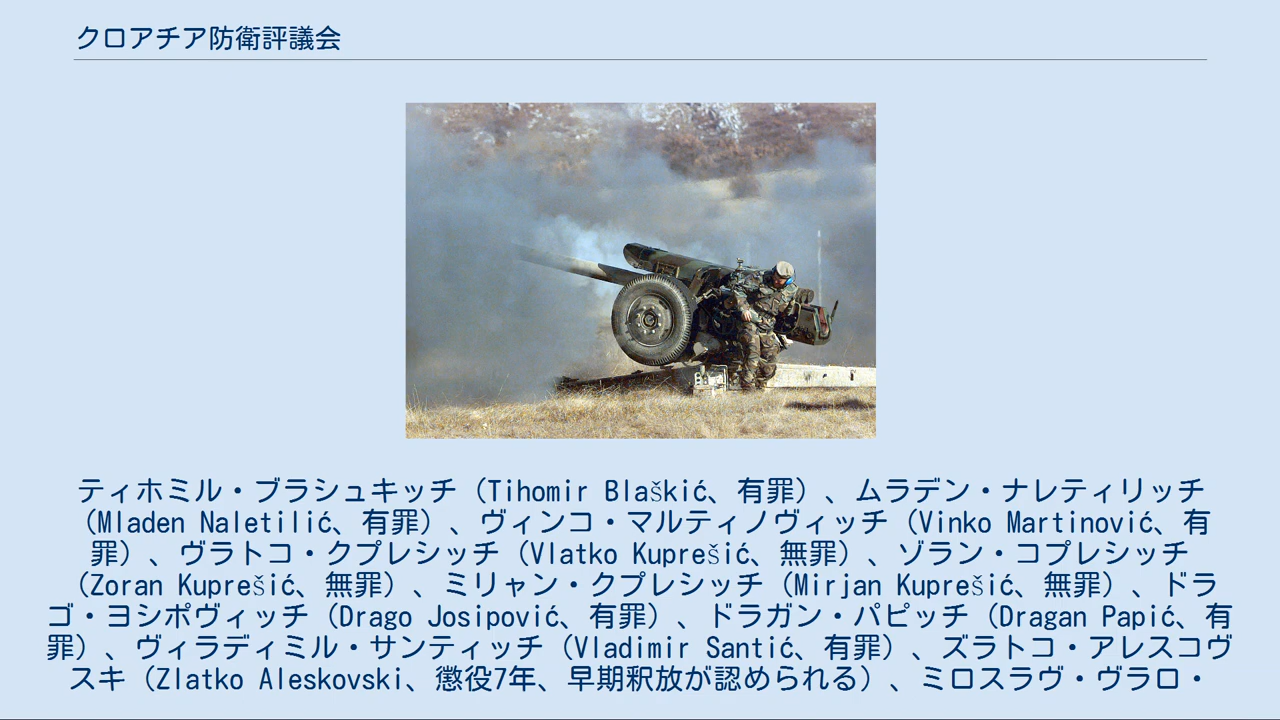 クロアチア防衛評議会
ティホミル・ブラシュキッチ（Tihomir Blaškić、有罪）、ムラデン・ナレティリッチ
（Mladen Naletilić、有罪）、ヴィンコ・マルティノヴィッチ（Vinko Martinović、有
罪）、ヴラトコ・クプレシッチ（Vlatko Kuprešić、無罪）、ゾラン・コプレシッチ
（Zoran Kuprešić、無罪）、ミリャン・クプレシッチ（Mirjan Kuprešić、無罪）、ドラ
ゴ・ヨシポヴィッチ（Drago Josipović、有罪）、ドラガン・パピッチ（Dragan Papić、有
罪）、ヴィラディミル・サンティッチ（Vladimir Santić、有罪）、ズラトコ・アレスコヴ
スキ（Zlatko Aleskovski、懲役7年、早期釈放が認められる）、ミロスラヴ・ヴラロ・